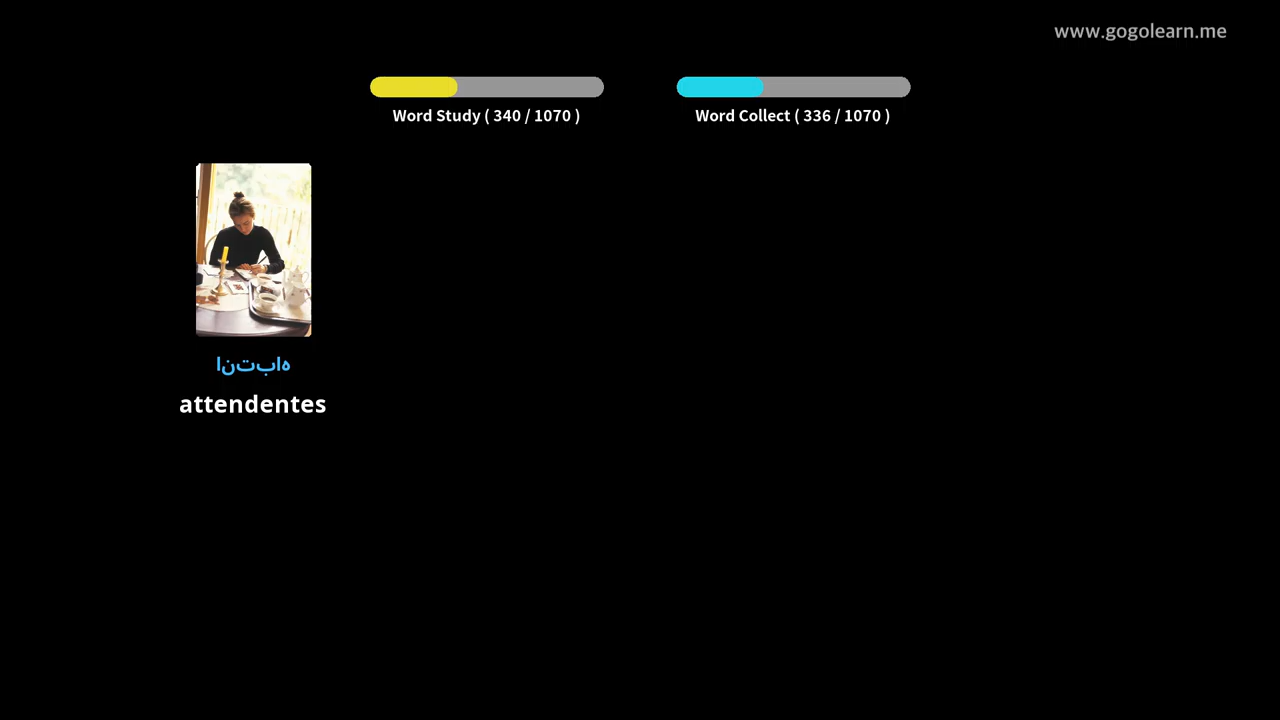 www.gogolearn.me
Word Study ( 340 / 1070 )
Word Collect ( 336 / 1070 )
انتباه
attendentes